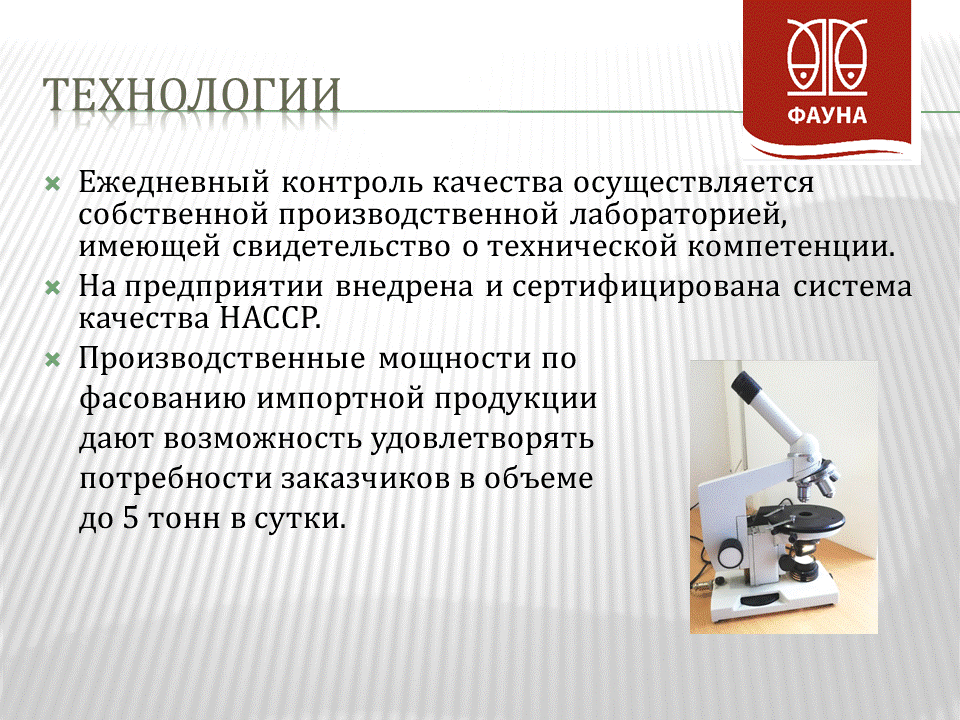 ТЕХНОЛОГИИ
ФАУНА
Ежедневный контроль качества осуществляется
собственной производственной лабораторией,
имеющей свидетельство о технической компетенции.
На предприятии внедрена и сертифицирована система
качества НАССР.
Производственные мощности по
фасованию импортной продукции
дают возможность удовлетворять
потребности заказчиков в объеме
до 5 тонн в сутки.